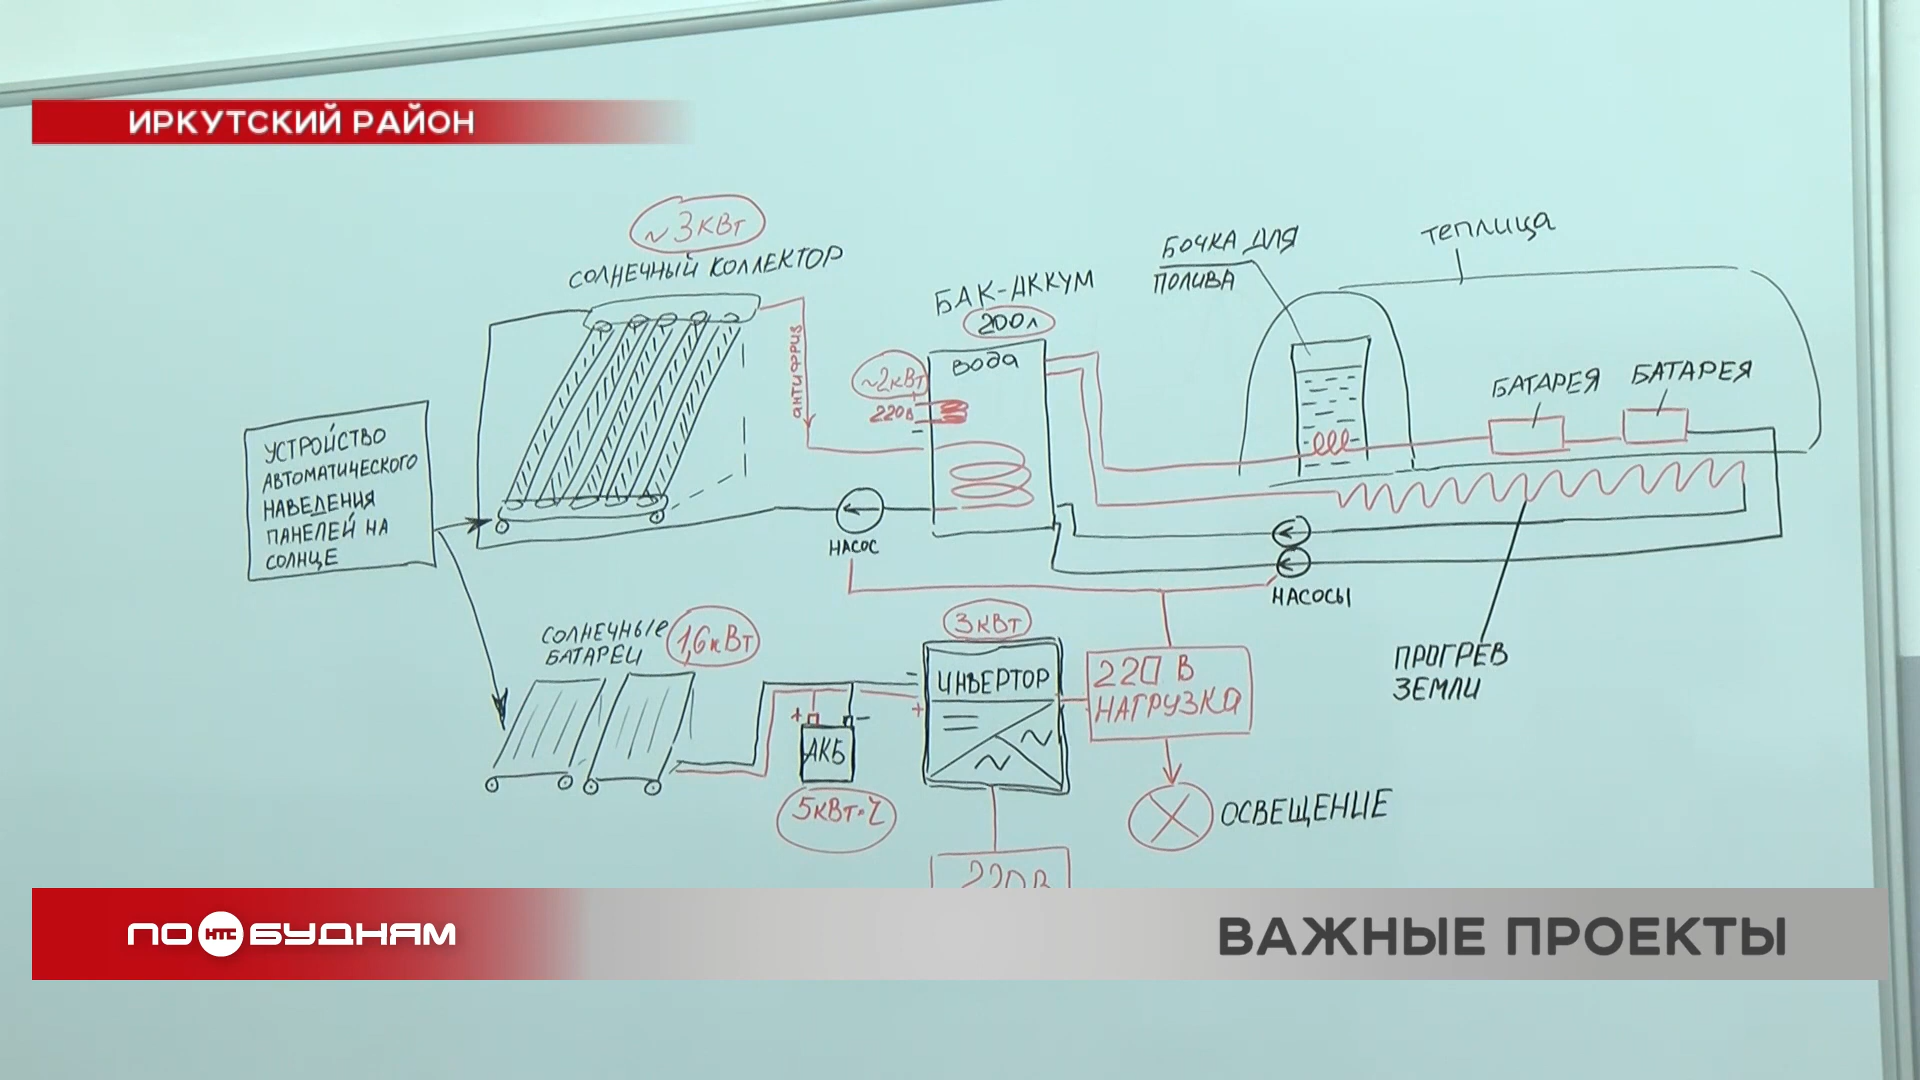 ИРКУТСКИЙ РАЙОН
~3кВт
СОЛНЕЧНЫЙ КОЛЛЕКТОР
АНТИФРИЗ
БАК-АККУМ
200л
ВОДА
~2кВт
220в
БОЧКА ДЛЯ
ПОЛИВА
ТЕПЛИЦА
БАТАРЕЯ
БАТАРЕЯ
УСТРОЙСТВО
АВТОМАТИЧЕСКОГО
НАВЕДЕНИЯ
ПАНЕЛЕЙ НА
СОЛНЦЕ
НАСОС
НАСОСЫ
ПРОГРЕВ
ЗЕМЛИ
СОЛНЕЧНЫЕ
БАТАРЕИ
1,6кВт
+ -
АКБ
5кВт·Ч
3кВт
- +
ИНВЕРТОР
220 В
НАГРУЗКА
ОСВЕЩЕНИЕ
220В
ПО НТС БУДНЯМ
ВАЖНЫЕ ПРОЕКТЫ